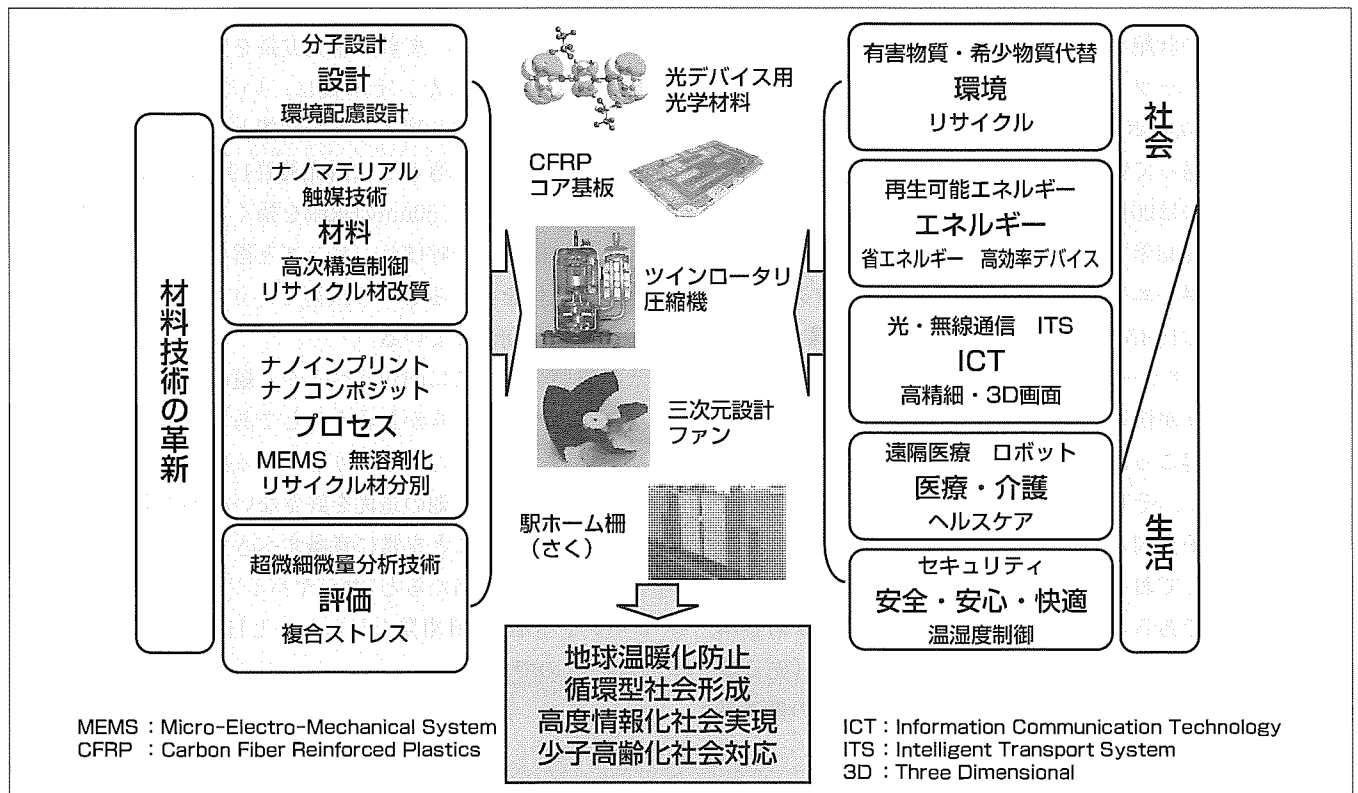 材料技術の革新
分子設計
設計
環境配慮設計
ナノマテリアル
触媒技術
材料
高次構造制御
リサイクル材改質
ナノインプリント
ナノコンポジット
プロセス
MEMS 無溶剤化
リサイクル材分別
超微細微量分析技術
評価
複合ストレス
光デバイス用
光学材料
CFRP
コア基板
ツインロータリ
圧縮機
三次元設計
ファン
駅ホーム柵
(さく)
有害物質・希少物質代替
環境
リサイクル
再生可能エネルギー
エネルギー
省エネルギー 高効率デバイス
光・無線通信 ITS
ICT
高精細・3D画面
遠隔医療 ロボット
医療・介護
ヘルスケア
セキュリティ
安全・安心・快適
温湿度制御
社会
生活
地球温暖化防止
循環型社会形成
高度情報化社会実現
少子高齢化社会対応
MEMS : Micro-Electro-Mechanical System
CFRP : Carbon Fiber Reinforced Plastics
ICT : Information Communication Technology
ITS : Intelligent Transport System
3D : Three Dimensional